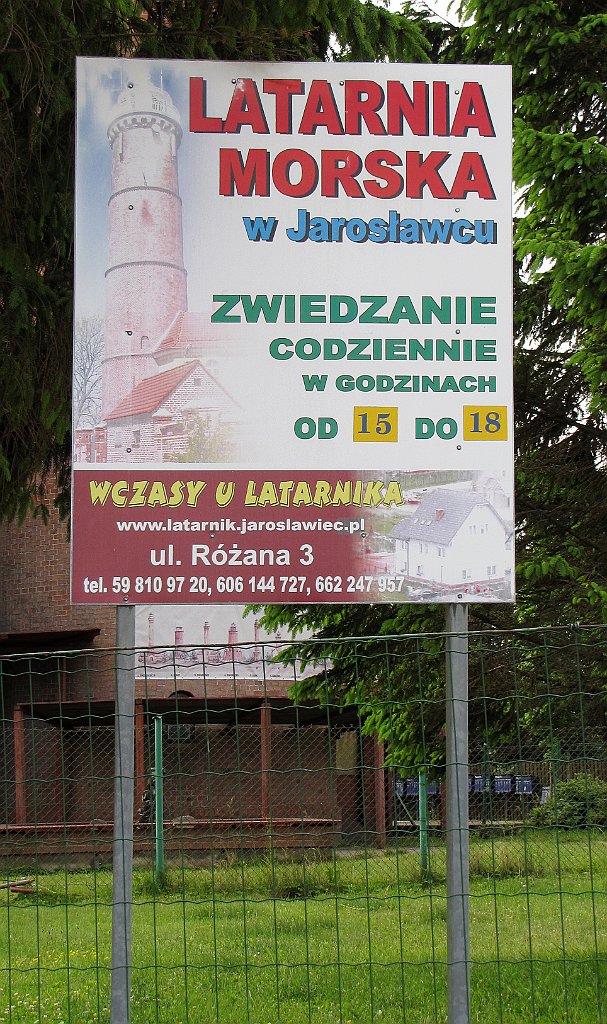 LATARNIA
MORSKA
w Jarosławcu
ZWIEDZANIE
CODZIENNIE
W GODZINACH
OD 15 DO 18
WCZASY U LATARNIKA
www.latarnik.jaroslawiec.pl
ul. Różana 3
tel. 59 810 97 20, 606 144 727, 662 247 957